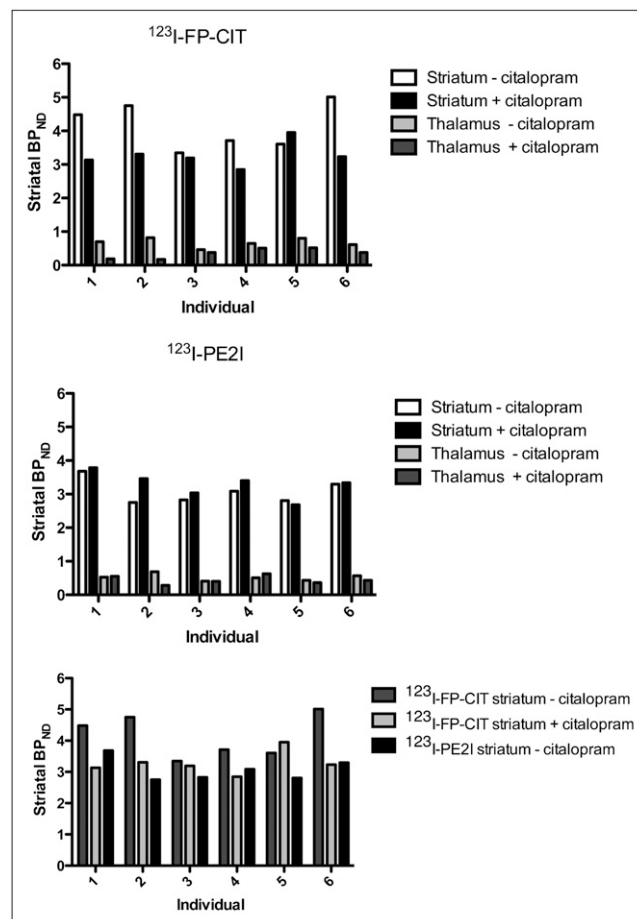 ¹²³I-FP-CIT
6
5
4
3
2
1
0
Striatal BP_ND
1 2 3 4 5 6
Individual
Striatum - citalopram
Striatum + citalopram
Thalamus - citalopram
Thalamus + citalopram
¹²³I-PE2I
6
5
4
3
2
1
0
Striatal BP_ND
1 2 3 4 5 6
Individual
Striatum - citalopram
Striatum + citalopram
Thalamus - citalopram
Thalamus + citalopram
6
5
4
3
2
1
0
Striatal BP_ND
1 2 3 4 5 6
Individual
¹²³I-FP-CIT striatum - citalopram
¹²³I-FP-CIT striatum + citalopram
¹²³I-PE2I striatum - citalopram